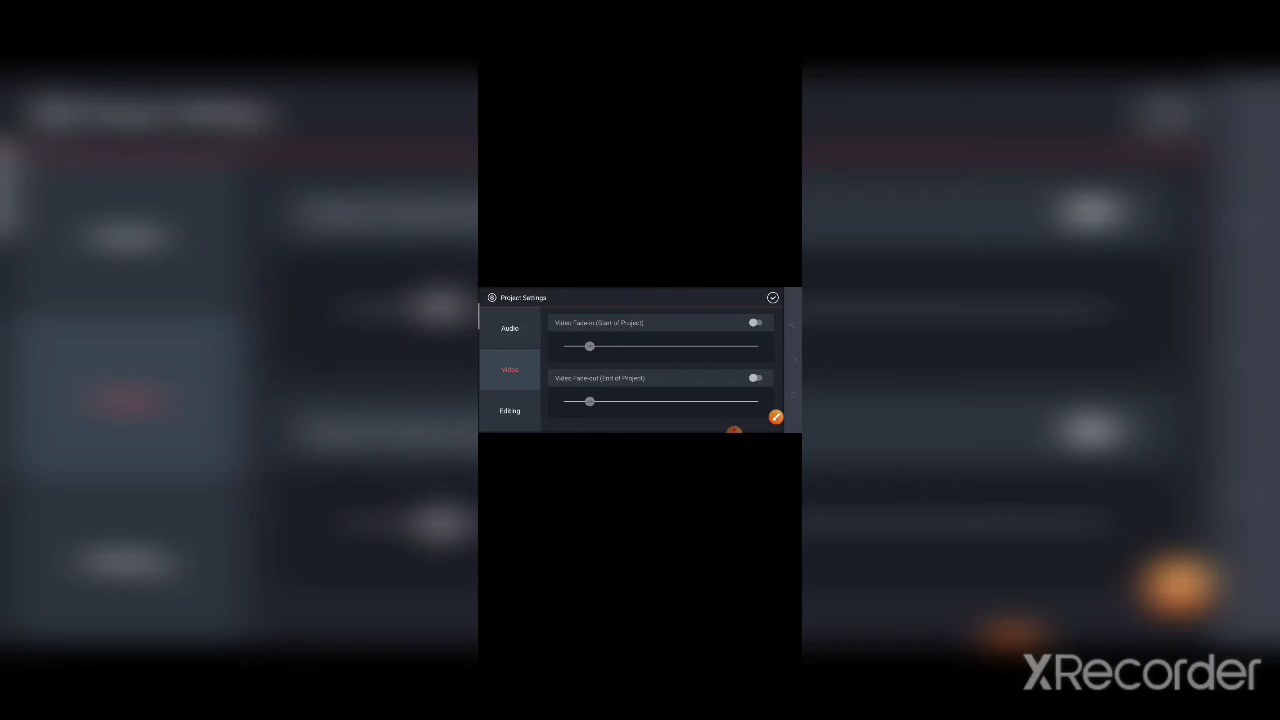 Project Settings
Audio
Video Fade-in (Start of Project)
Video
Video Fade-out (End of Project)
Editing
XRecorder